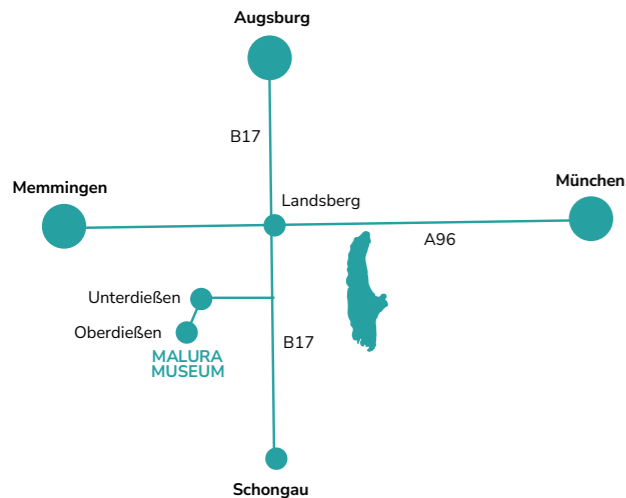 Augsburg
B17
Memmingen
München
Landsberg
A96
Unterdießen
Oberdießen
B17
MALURA
MUSEUM
Schongau